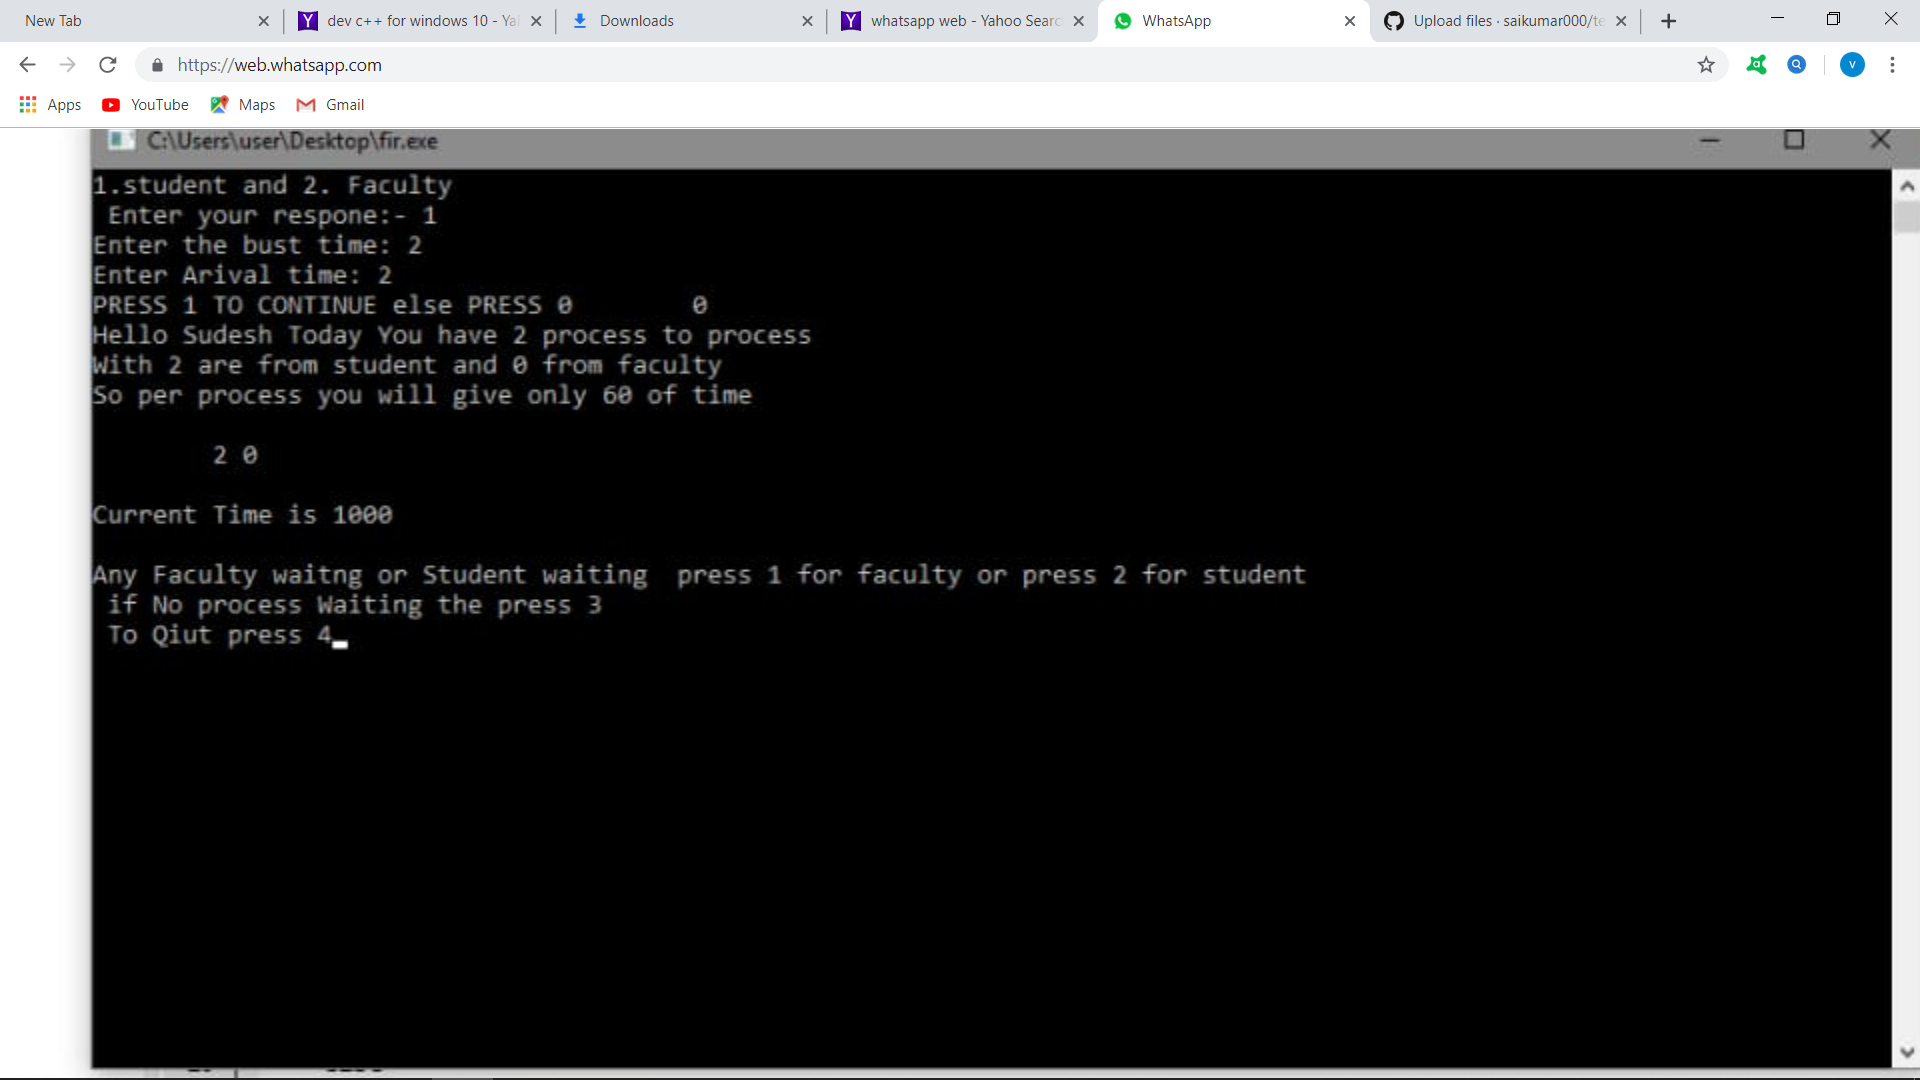 New Tab
dev c++ for windows 10 - Ya
Downloads
whatsapp web - Yahoo Searc
WhatsApp
Upload files · saikumar000/te
https://web.whatsapp.com
V
Apps
YouTube
Maps
Gmail
C:\Users\user\Desktop\fir.exe
1.student and 2. Faculty
Enter your respone:- 1
Enter the bust time: 2
Enter Arival time: 2
PRESS 1 TO CONTINUE else PRESS 0 0
Hello Sudesh Today You have 2 process to process
With 2 are from student and 0 from faculty
So per process you will give only 60 of time
2 0
Current Time is 1000
Any Faculty waitng or Student waiting press 1 for faculty or press 2 for student
if No process Waiting the press 3
To Qiut press 4